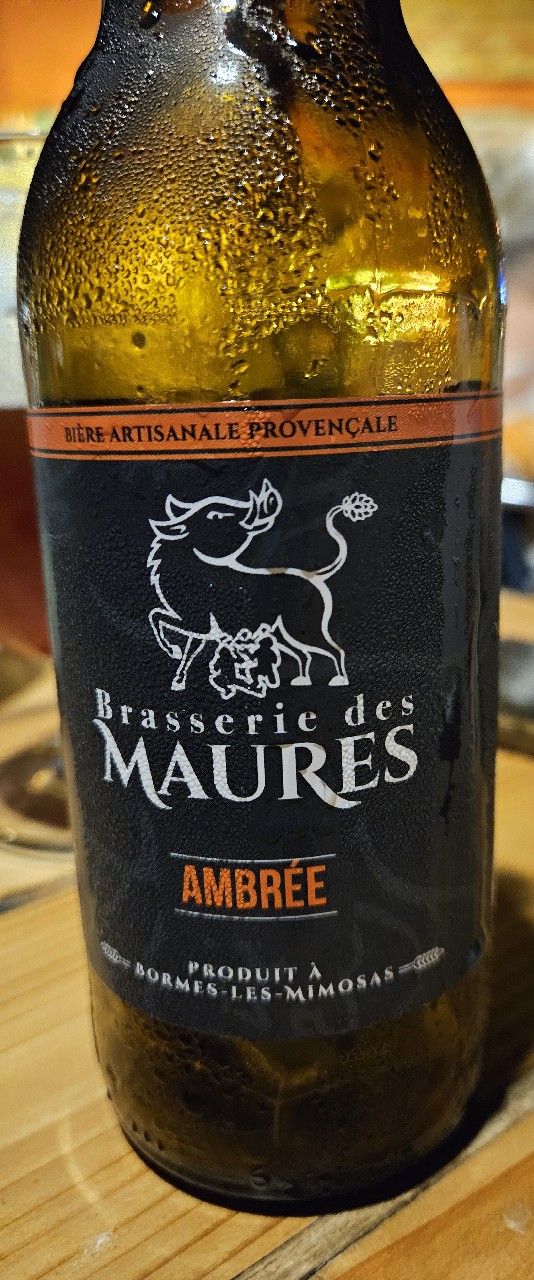 BIÈRE ARTISANALE PROVENÇALE
Brasserie des
MAURES
AMBRÉE
PRODUIT À
BORMES-LES-MIMOSAS